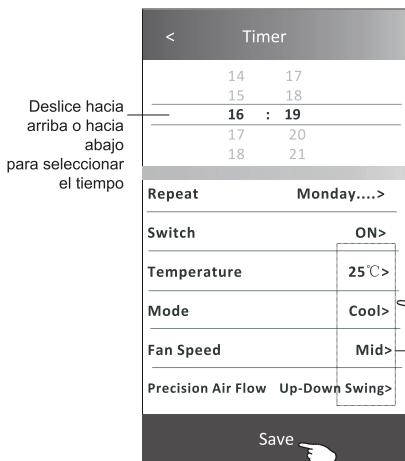 < Timer
14 17
15 18
16 : 19
17 20
18 21
Deslice hacia
arriba o hacia
abajo
para seleccionar
el tiempo
Repeat Monday....>
Switch ON>
Temperature 25℃>
Mode Cool>
Fan Speed Mid>
Precision Air Flow Up-Down Swing>
Save